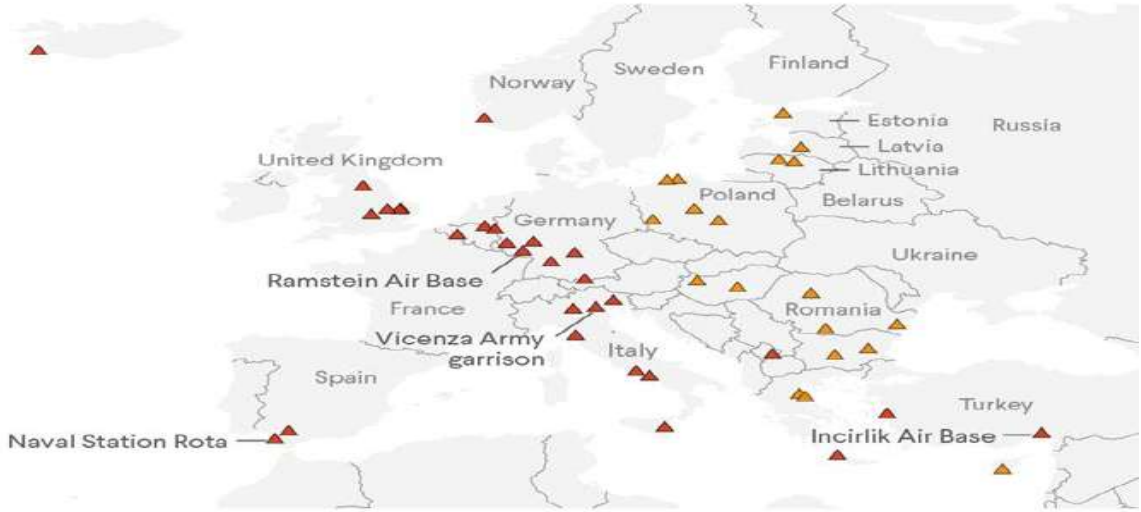 Norway
Sweden
Finland
Estonia
Russia
Latvia
United Kingdom
Lithuania
Poland
Belarus
Germany
Ukraine
Ramstein Air Base
France
Romania
Vicenza Army
garrison
Italy
Spain
Turkey
Naval Station Rota
Incirlik Air Base